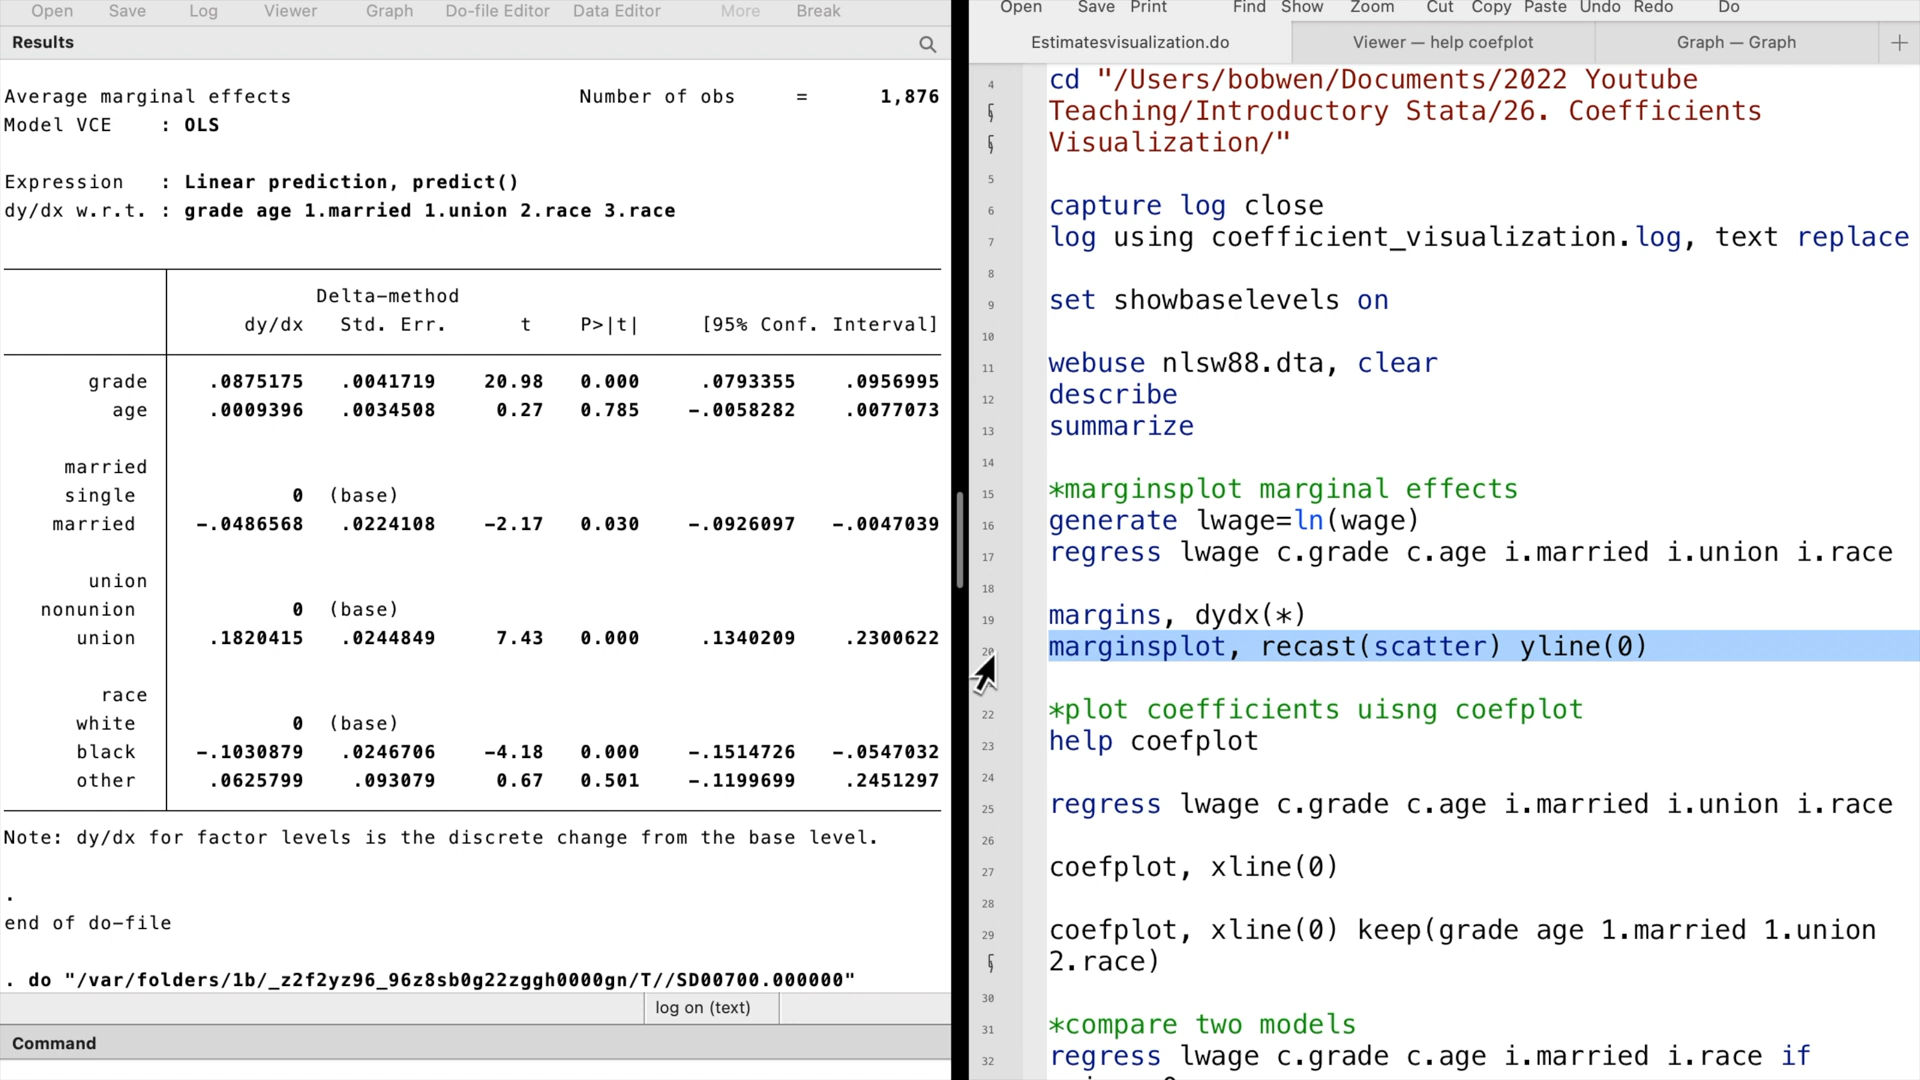 Open Save Log Viewer Graph Do-file Editor Data Editor More Break
Results
Average marginal effects Number of obs = 1,876
Model VCE : OLS
Expression : Linear prediction, predict()
dy/dx w.r.t. : grade age 1.married 1.union 2.race 3.race
Delta-method
dy/dx Std. Err. t P>|t| [95% Conf. Interval]
grade .0875175 .0041719 20.98 0.000 .0793355 .0956995
age .0009396 .0034508 0.27 0.785 -.0058282 .0077073
married
single 0 (base)
married -.0486568 .0224108 -2.17 0.030 -.0926097 -.0047039
union
nonunion 0 (base)
union .1820415 .0244849 7.43 0.000 .1340209 .2300622
race
white 0 (base)
black -.1030879 .0246706 -4.18 0.000 -.1514726 -.0547032
other .0625799 .093079 0.67 0.501 -.1199699 .2451297
Note: dy/dx for factor levels is the discrete change from the base level.
.
end of do-file
. do "/var/folders/1b/_z2f2yz96_96z8sb0g22zggh0000gn/T//SD00700.000000"
log on (text)
Command
Open Save Print Find Show Zoom Cut Copy Paste Undo Redo Do
Estimatesvisualization.do Viewer — help coefplot Graph — Graph
4 cd "/Users/bobwen/Documents/2022 Youtube
Teaching/Introductory Stata/26. Coefficients
Visualization/"
5
6 capture log close
7 log using coefficient_visualization.log, text replace
8
9 set showbaselevels on
10
11 webuse nlsw88.dta, clear
12 describe
13 summarize
14
15 *marginsplot marginal effects
16 generate lwage=ln(wage)
17 regress lwage c.grade c.age i.married i.union i.race
18
19 margins, dydx(*)
20 marginsplot, recast(scatter) yline(0)
22 *plot coefficients uisng coefplot
23 help coefplot
24
25 regress lwage c.grade c.age i.married i.union i.race
26
27 coefplot, xline(0)
28
29 coefplot, xline(0) keep(grade age 1.married 1.union
2.race)
30
31 *compare two models
32 regress lwage c.grade c.age i.married i.race if